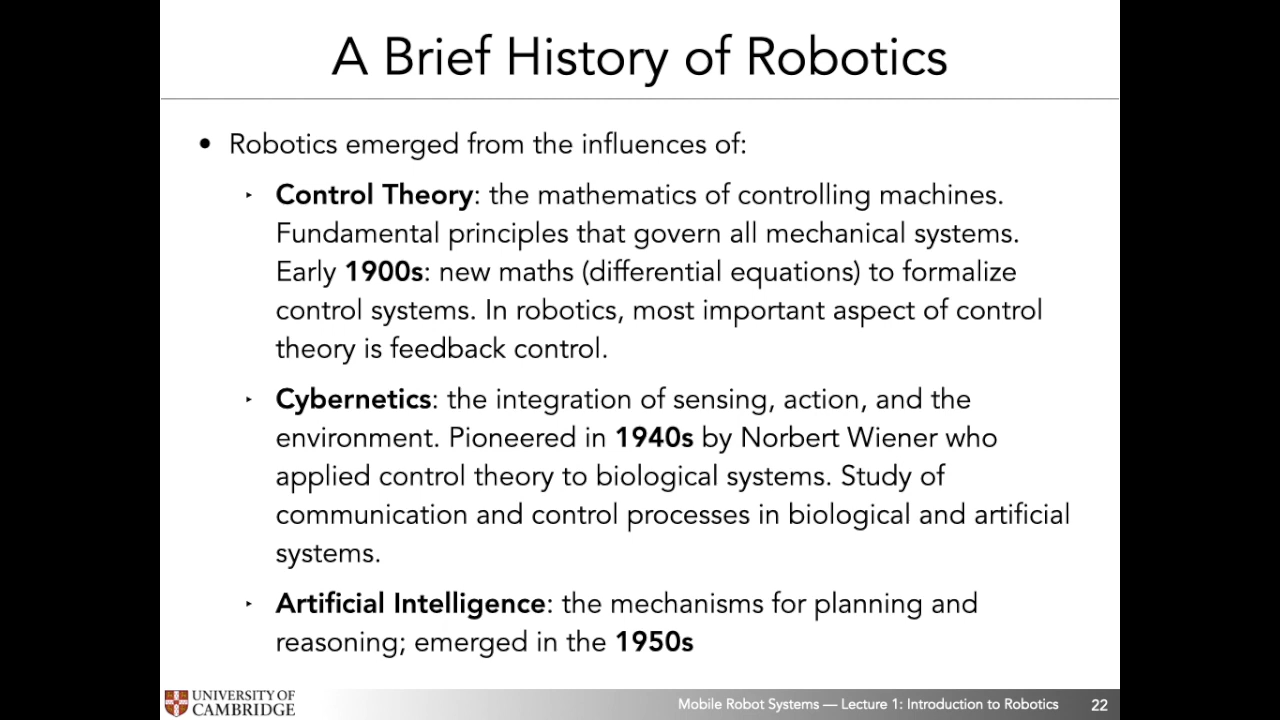 A Brief History of Robotics
• Robotics emerged from the influences of:
‣ Control Theory: the mathematics of controlling machines.
Fundamental principles that govern all mechanical systems.
Early 1900s: new maths (differential equations) to formalize
control systems. In robotics, most important aspect of control
theory is feedback control.
‣ Cybernetics: the integration of sensing, action, and the
environment. Pioneered in 1940s by Norbert Wiener who
applied control theory to biological systems. Study of
communication and control processes in biological and artificial
systems.
‣ Artificial Intelligence: the mechanisms for planning and
reasoning; emerged in the 1950s
UNIVERSITY OF
CAMBRIDGE
Mobile Robot Systems — Lecture 1: Introduction to Robotics 22